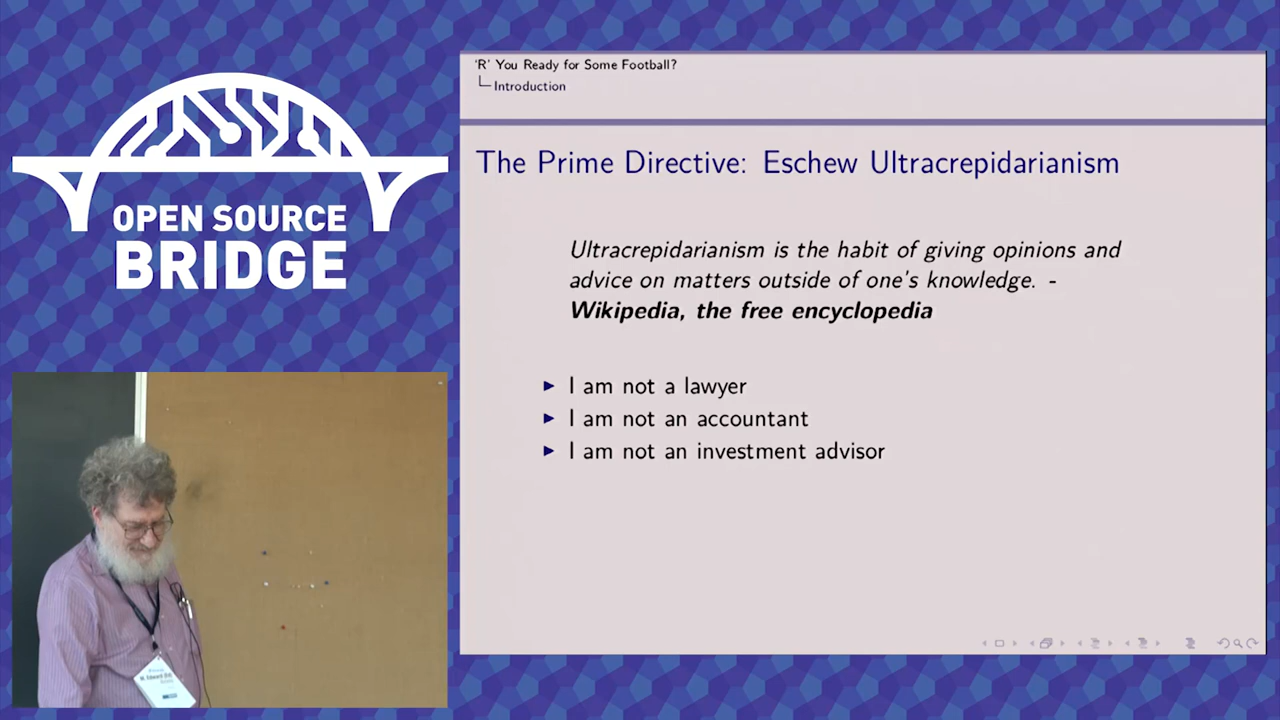 OPEN SOURCE
BRIDGE
'R' You Ready for Some Football?
Introduction
The Prime Directive: Eschew Ultracrepidarianism
Ultracrepidarianism is the habit of giving opinions and
advice on matters outside of one's knowledge. -
Wikipedia, the free encyclopedia
I am not a lawyer
I am not an accountant
I am not an investment advisor
M. Edward